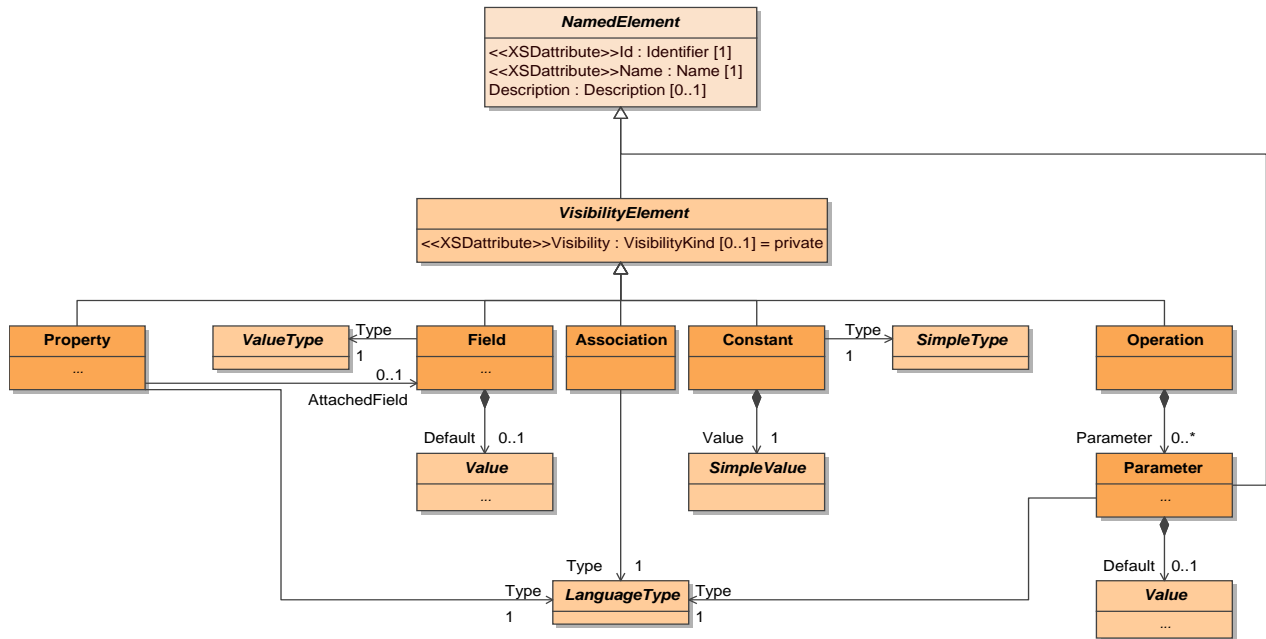 NamedElement
<<XSDattribute>>Id : Identifier [1]
<<XSDattribute>>Name : Name [1]
Description : Description [0..1]
VisibilityElement
<<XSDattribute>>Visibility : VisibilityKind [0..1] = private
Property
...
ValueType
Type
1
Field
...
Association
Constant
Type
1
SimpleType
Operation
0..1
AttachedField
Default 0..1
Value 1
Parameter 0..*
Value
...
SimpleValue
Parameter
...
Type 1
Default 0..1
Type
1
LanguageType
Type
1
Value
...